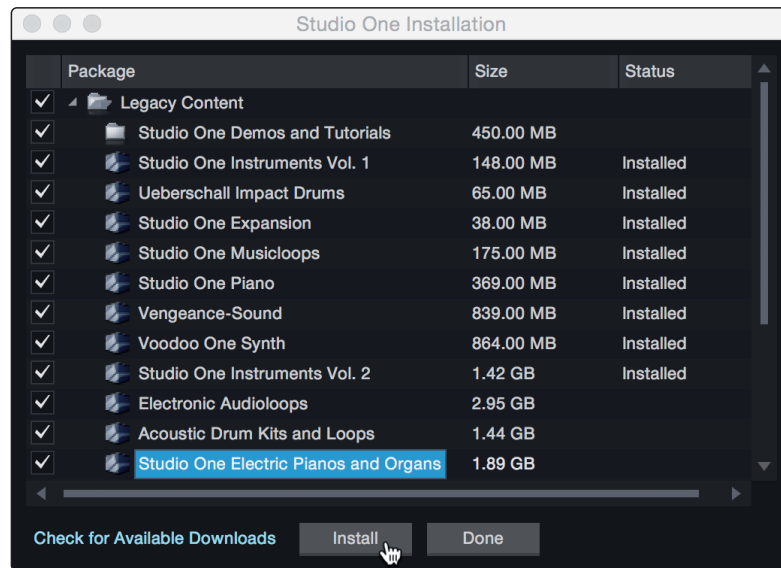 Studio One Installation
Package Size Status
Legacy Content
Studio One Demos and Tutorials 450.00 MB
Studio One Instruments Vol. 1 148.00 MB Installed
Ueberschall Impact Drums 65.00 MB Installed
Studio One Expansion 38.00 MB Installed
Studio One Musicloops 175.00 MB Installed
Studio One Piano 369.00 MB Installed
Vengeance-Sound 839.00 MB Installed
Voodoo One Synth 864.00 MB Installed
Studio One Instruments Vol. 2 1.42 GB Installed
Electronic Audioloops 2.95 GB
Acoustic Drum Kits and Loops 1.44 GB
Studio One Electric Pianos and Organs 1.89 GB
Check for Available Downloads Install Done